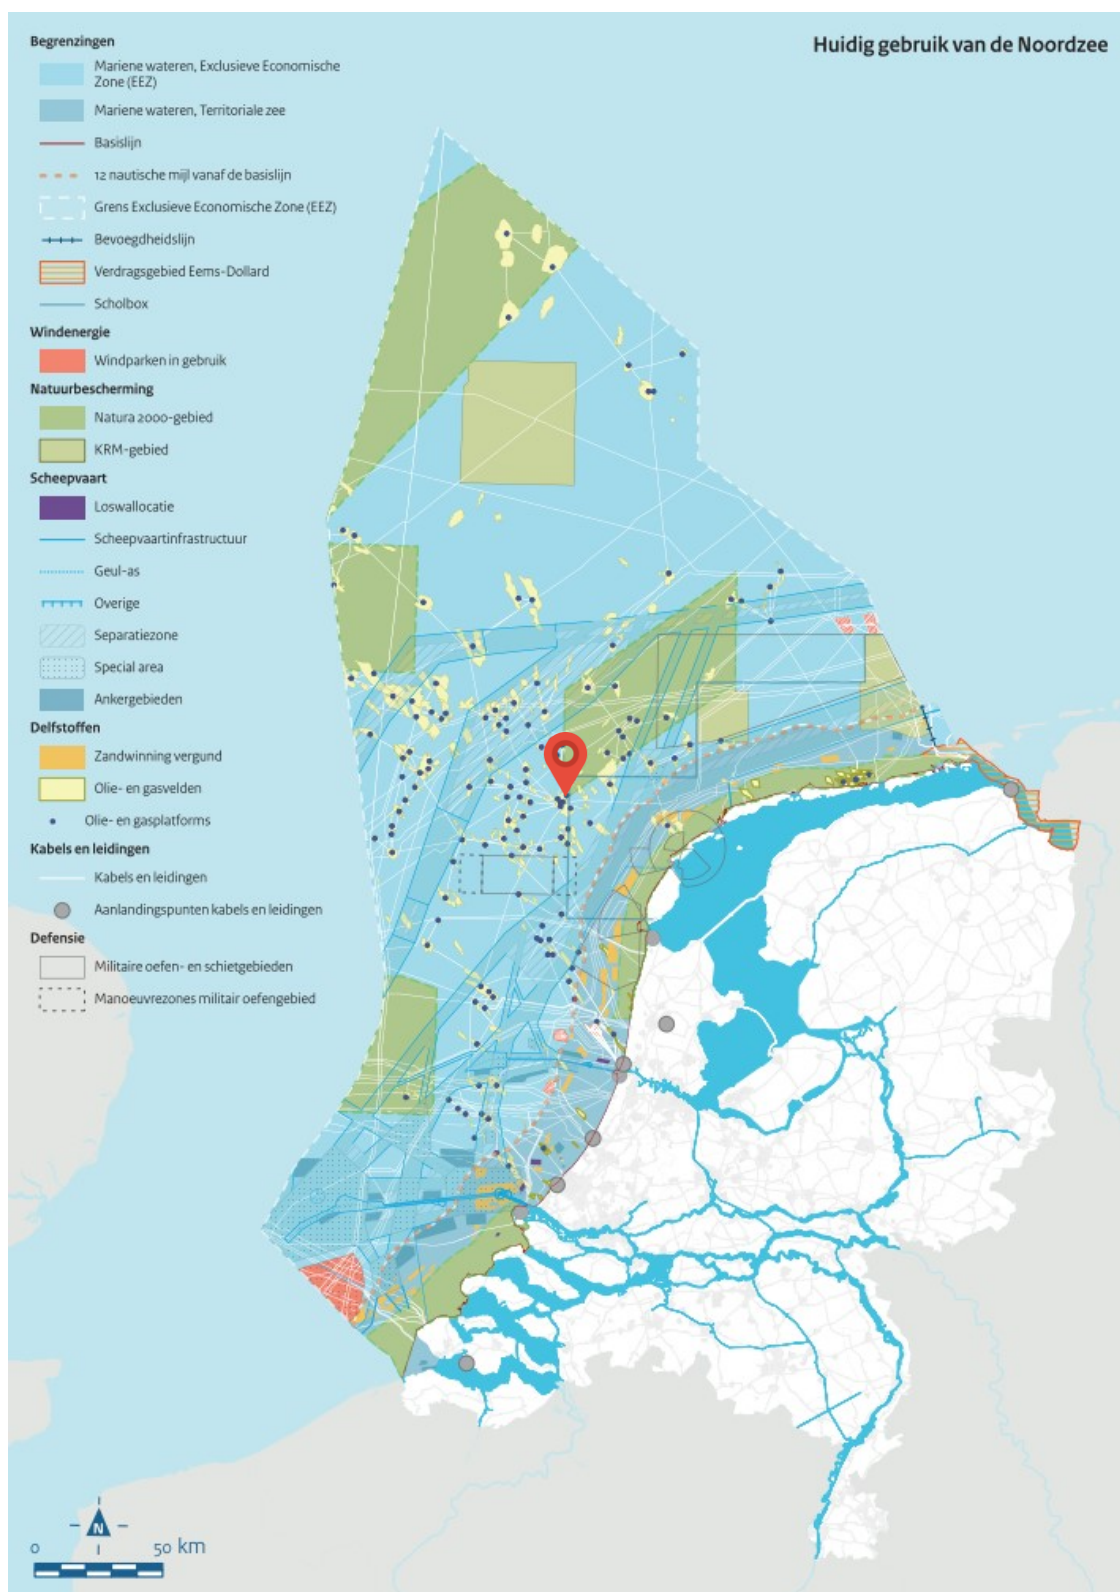 Huidig gebruik van de Noordzee
Begrenzingen
Mariene wateren, Exclusieve Economische
Zone (EEZ)
Mariene wateren, Territoriale zee
Basislijn
12 nautische mijl vanaf de basislijn
Grens Exclusieve Economische Zone (EEZ)
Bevoegdheidslijn
Verdragsgebied Eems-Dollard
Scholbox
Windenergie
Windparken in gebruik
Natuurbescherming
Natura 2000-gebied
KRM-gebied
Scheepvaart
Loswallocatie
Scheepvaartinfrastructuur
Geul-as
Overige
Separatiezone
Special area
Ankergebieden
Delfstoffen
Zandwinning vergund
Olie- en gasvelden
Olie- en gasplatforms
Kabels en leidingen
Kabels en leidingen
Aanlandingspunten kabels en leidingen
Defensie
Militaire oefen- en schietgebieden
Manoeuvrezones militair oefengebied
N
0 50 km